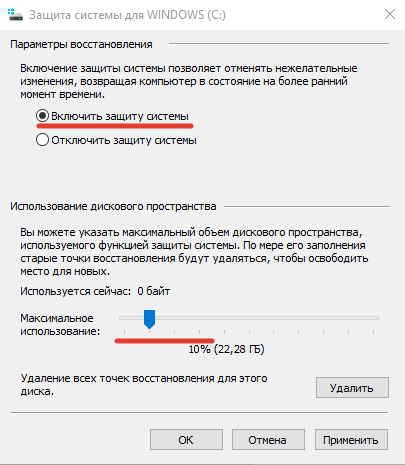 Защита системы для WINDOWS (C:)
Параметры восстановления
Включение защиты системы позволяет отменять нежелательные
изменения, возвращая компьютер в состояние на более ранний
момент времени.
Включить защиту системы
Отключить защиту системы
Использование дискового пространства
Вы можете указать максимальный объем дискового пространства,
используемого функцией защиты системы. По мере его заполнения
старые точки восстановления будут удаляться, чтобы освободить
место для новых.
Используется сейчас: 0 байт
Максимальное
использование:
10% (22,28 ГБ)
Удаление всех точек восстановления для этого
диска.
Удалить
ОК
Отмена
Применить